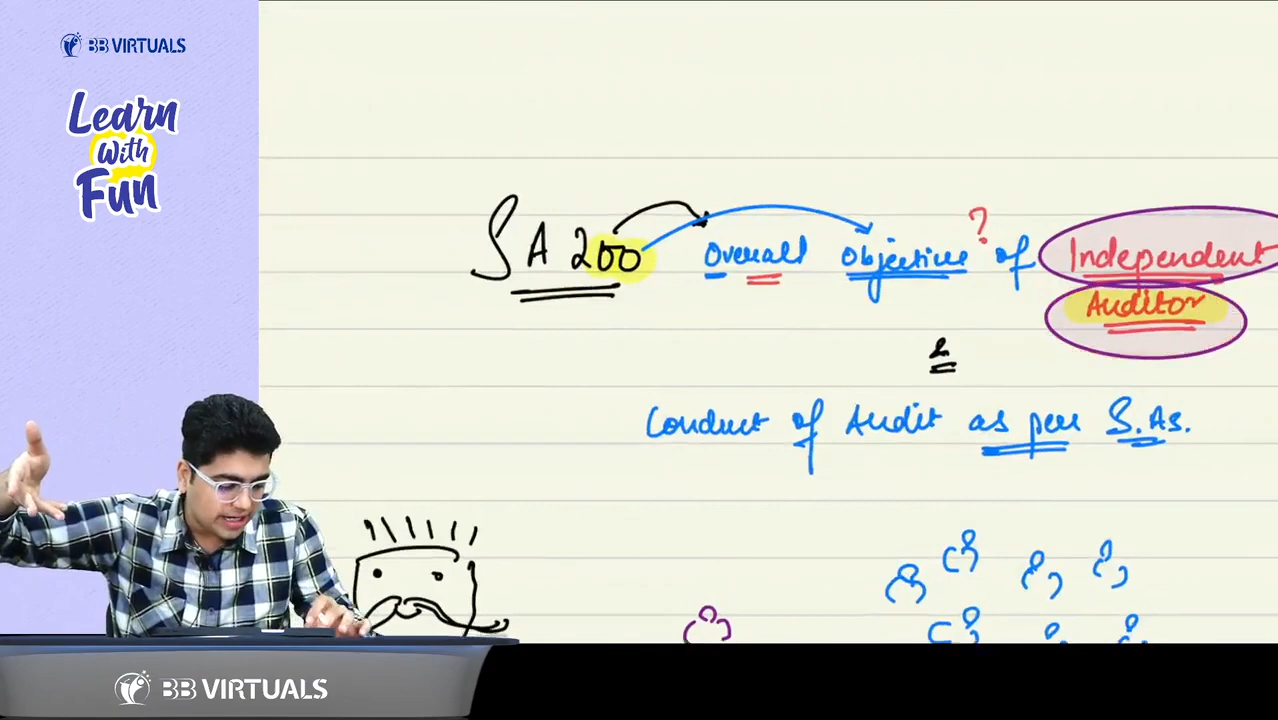 BB VIRTUALS
Learn
with
Fun
SA 200 Overall Objective? of Independent
Auditor
&
Conduct of Audit as per S.As.
BB VIRTUALS